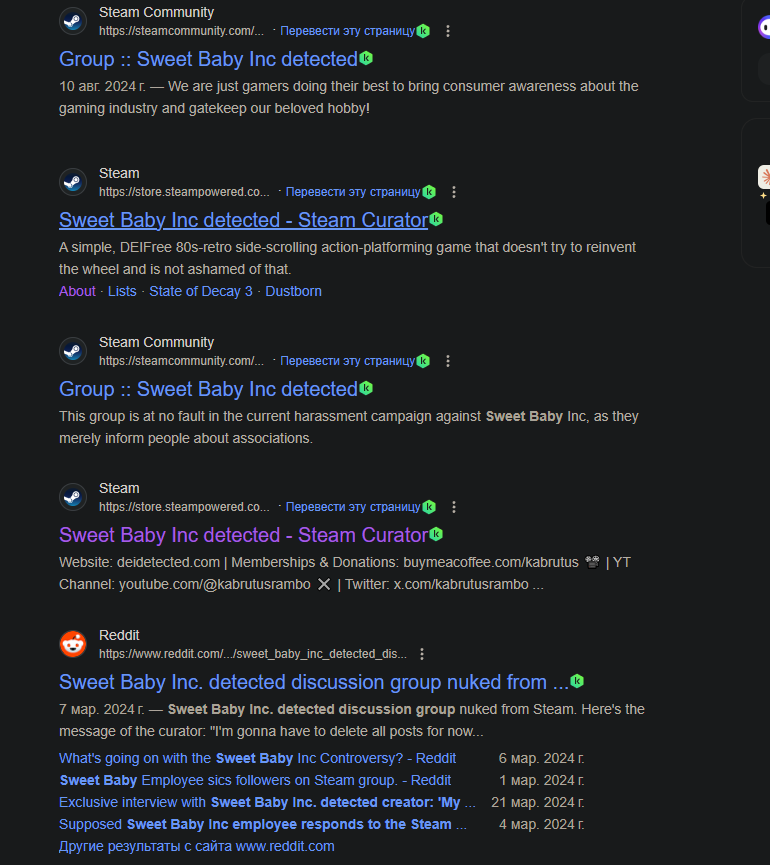 Steam Community
https://steamcommunity.com/... · Перевести эту страницу
Group :: Sweet Baby Inc detected
10 авг. 2024 г. — We are just gamers doing their best to bring consumer awareness about the
gaming industry and gatekeep our beloved hobby!
Steam
https://store.steampowered.co... · Перевести эту страницу
Sweet Baby Inc detected - Steam Curator
A simple, DEIFree 80s-retro side-scrolling action-platforming game that doesn't try to reinvent
the wheel and is not ashamed of that.
About · Lists · State of Decay 3 · Dustborn
Steam Community
https://steamcommunity.com/... · Перевести эту страницу
Group :: Sweet Baby Inc detected
This group is at no fault in the current harassment campaign against Sweet Baby Inc, as they
merely inform people about associations.
Steam
https://store.steampowered.co... · Перевести эту страницу
Sweet Baby Inc detected - Steam Curator
Website: deidetected.com | Memberships & Donations: buymeacoffee.com/kabrutus 📽 | YT
Channel: youtube.com/@kabrutusrambo ✕ | Twitter: x.com/kabrutusrambo ...
Reddit
https://www.reddit.com/.../sweet_baby_inc_detected_dis...
Sweet Baby Inc. detected discussion group nuked from ...
7 мар. 2024 г. — Sweet Baby Inc. detected discussion group nuked from Steam. Here's the
message of the curator: "I'm gonna have to delete all posts for now...
What's going on with the Sweet Baby Inc Controversy? - Reddit 6 мар. 2024 г.
Sweet Baby Employee sics followers on Steam group. - Reddit 1 мар. 2024 г.
Exclusive interview with Sweet Baby Inc. detected creator: 'My ... 21 мар. 2024 г.
Supposed Sweet Baby Inc employee responds to the Steam ... 4 мар. 2024 г.
Другие результаты с сайта www.reddit.com